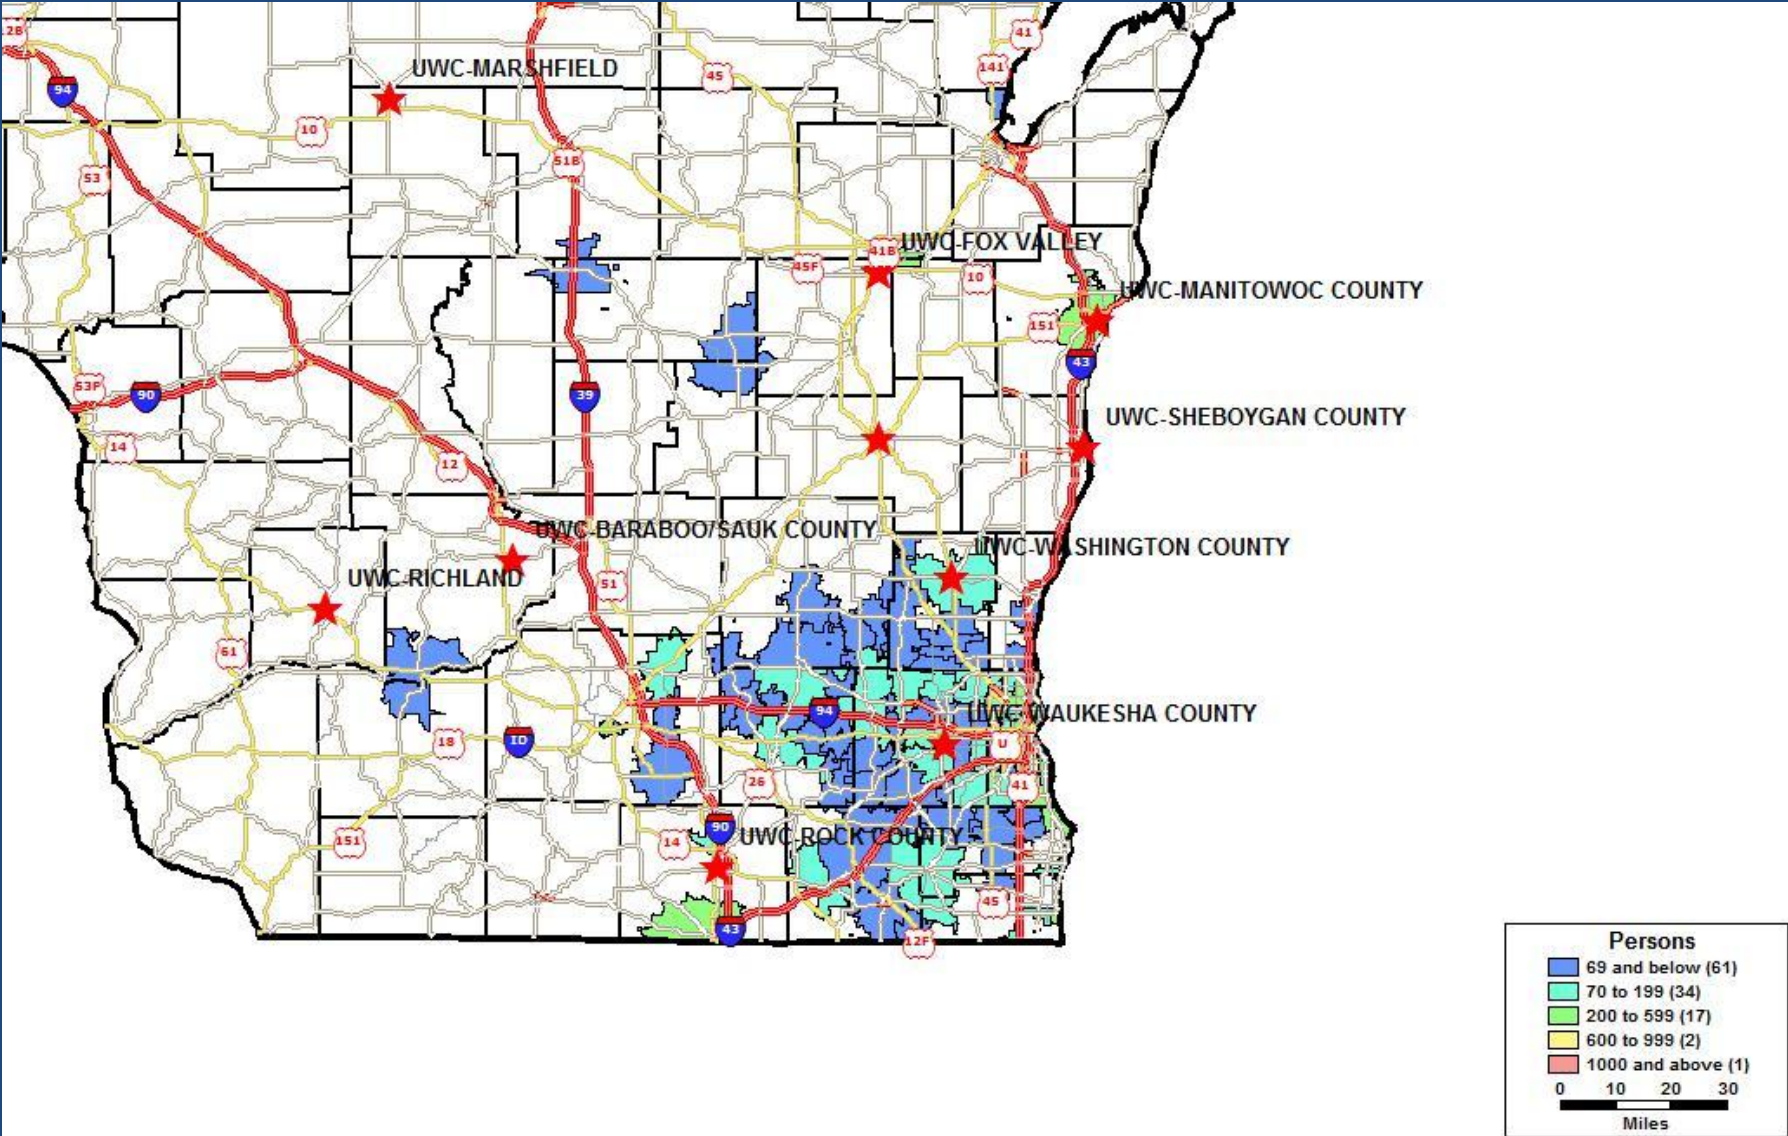 12B
41
UWC-MARSHFIELD
45
141
94
10
51B
53
41B
UWC-FOX VALLEY
45F
10
UWC-MANITOWOC COUNTY
151
43
53P
90
39
UWC-SHEBOYGAN COUNTY
14
12
UWC-BARABOO/SAUK COUNTY
UWC-WASHINGTON COUNTY
UWC-RICHLAND
51
61
94
UWC-WAUKESHA COUNTY
18
ID
U
26
41
90
UWC-ROCK COUNTY
151
14
45
43
12F
Persons
69 and below (61)
70 to 199 (34)
200 to 599 (17)
600 to 999 (2)
1000 and above (1)
0 10 20 30
Miles